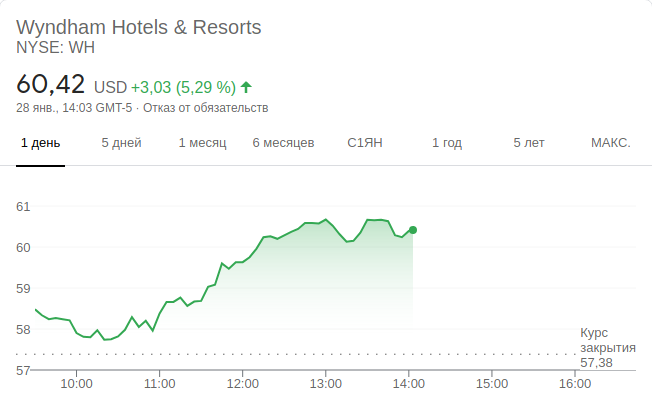 Wyndham Hotels & Resorts
NYSE: WH
60,42 USD +3,03 (5,29 %)
28 янв., 14:03 GMT-5 · Отказ от обязательств
1 день 5 дней 1 месяц 6 месяцев С1ЯН 1 год 5 лет МАКС.
61
60
59
58
Курс
закрытия
57,38
57
10:00 11:00 12:00 13:00 14:00 15:00 16:00